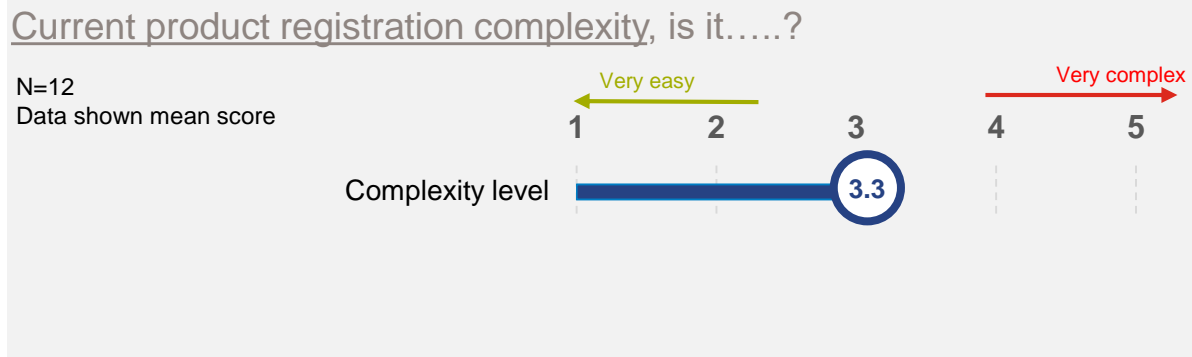 Current product registration complexity, is it…..?
N=12
Data shown mean score
Very easy
Very complex
1 2 3 4 5
Complexity level 3.3